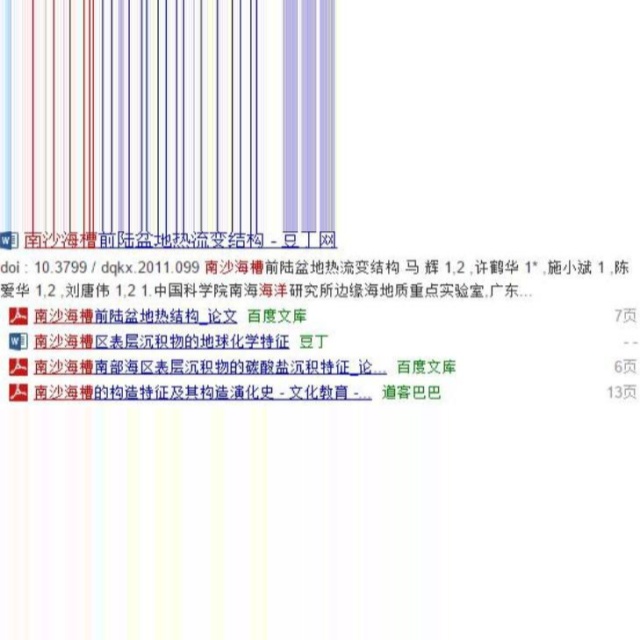 南沙海槽前陆盆地热流变结构 - 豆丁网
doi : 10.3799 / dqkx.2011.099 南沙海槽前陆盆地热流变结构 马 辉 1,2 ,许鹤华 1* ,施小斌 1 ,陈
爱华 1,2 ,刘唐伟 1,2 1.中国科学院南海海洋研究所边缘海地质重点实验室,广东...
南沙海槽前陆盆地热结构_论文 百度文库 7页
南沙海槽区表层沉积物的地球化学特征 豆丁 --
南沙海槽南部海区表层沉积物的碳酸盐沉积特征_论... 百度文库 6页
南沙海槽的构造特征及其构造演化史 - 文化教育 -... 道客巴巴 13页